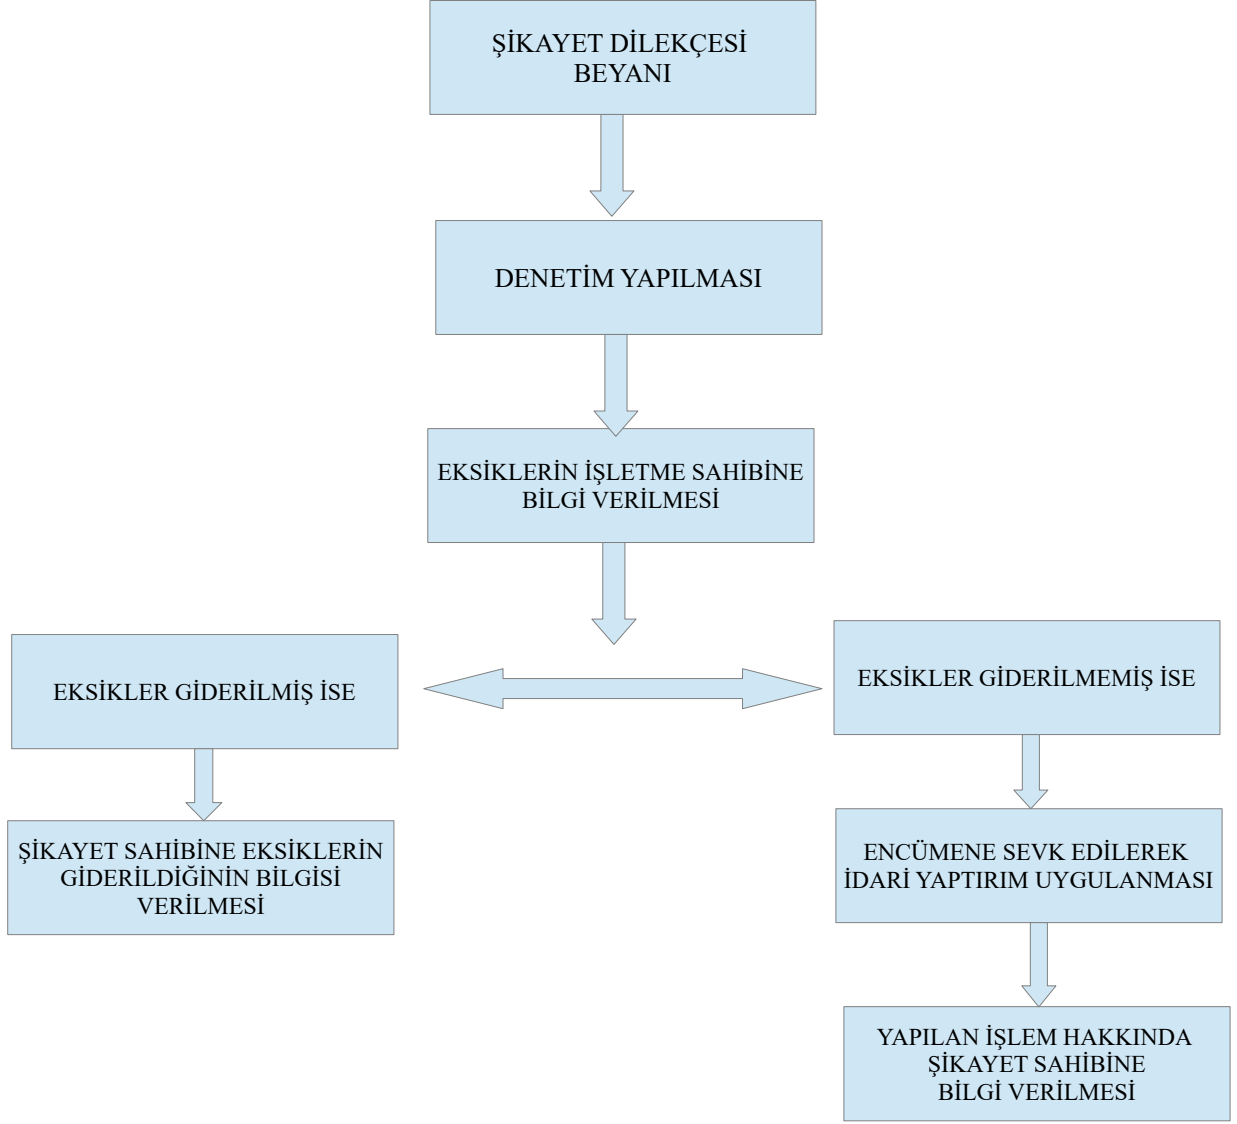 ŞİKAYET DİLEKÇESİ
BEYANI
DENETİM YAPILMASI
EKSİKLERİN İŞLETME SAHİBİNE
BİLGİ VERİLMESİ
EKSİKLER GİDERİLMİŞ İSE
EKSİKLER GİDERİLMEMİŞ İSE
ŞİKAYET SAHİBİNE EKSİKLERİN
GİDERİLDİĞİNİN BİLGİSİ
VERİLMESİ
ENCÜMENE SEVK EDİLEREK
İDARİ YAPTIRIM UYGULANMASI
YAPILAN İŞLEM HAKKINDA
ŞİKAYET SAHİBİNE
BİLGİ VERİLMESİ